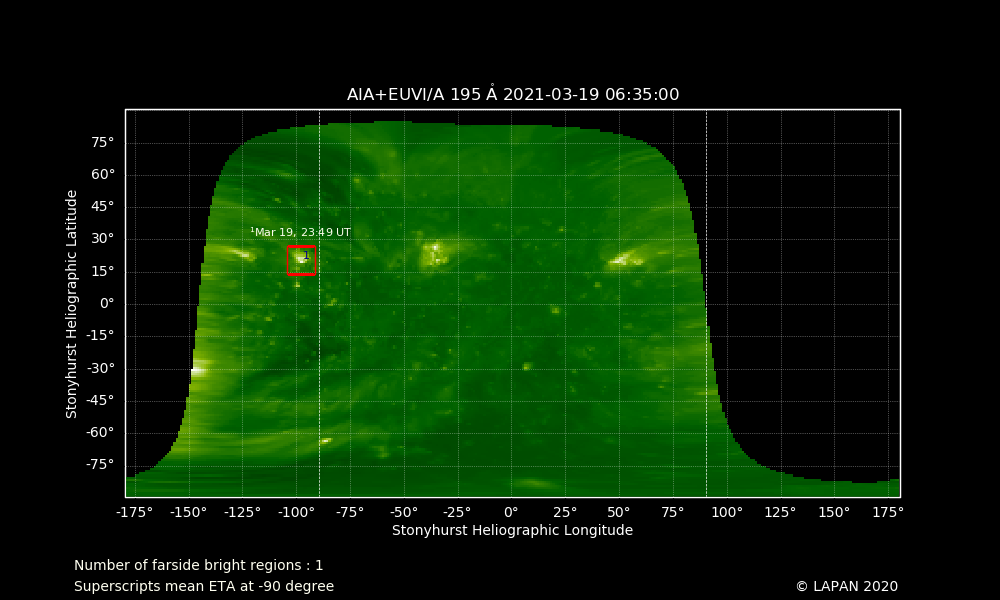 AIA+EUVI/A 195 Å 2021-03-19 06:35:00
75°
60°
45°
30°
15°
0°
-15°
-30°
-45°
-60°
-75°
Stonyhurst Heliographic Latitude
¹Mar 19, 23:49 UT
1
-175° -150° -125° -100° -75° -50° -25° 0° 25° 50° 75° 100° 125° 150° 175°
Stonyhurst Heliographic Longitude
Number of farside bright regions : 1
Superscripts mean ETA at -90 degree
© LAPAN 2020